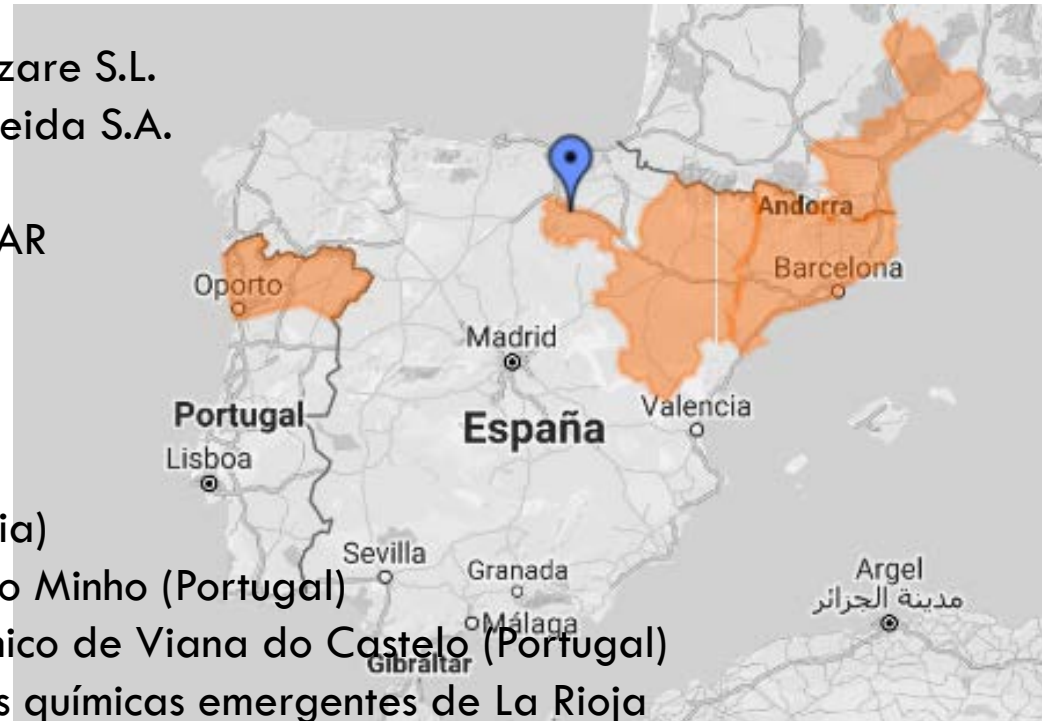 zare S.L.
eida S.A.
AR
Andorra
Oporto
Barcelona
Madrid
Portugal
España
Valencia
Lisboa
ia)
Sevilla
Granada
Argel
مدينة الجزائر
o Minho (Portugal)
Málaga
nico de Viana do Castelo (Portugal)
Gibraltar
s químicas emergentes de La Rioja